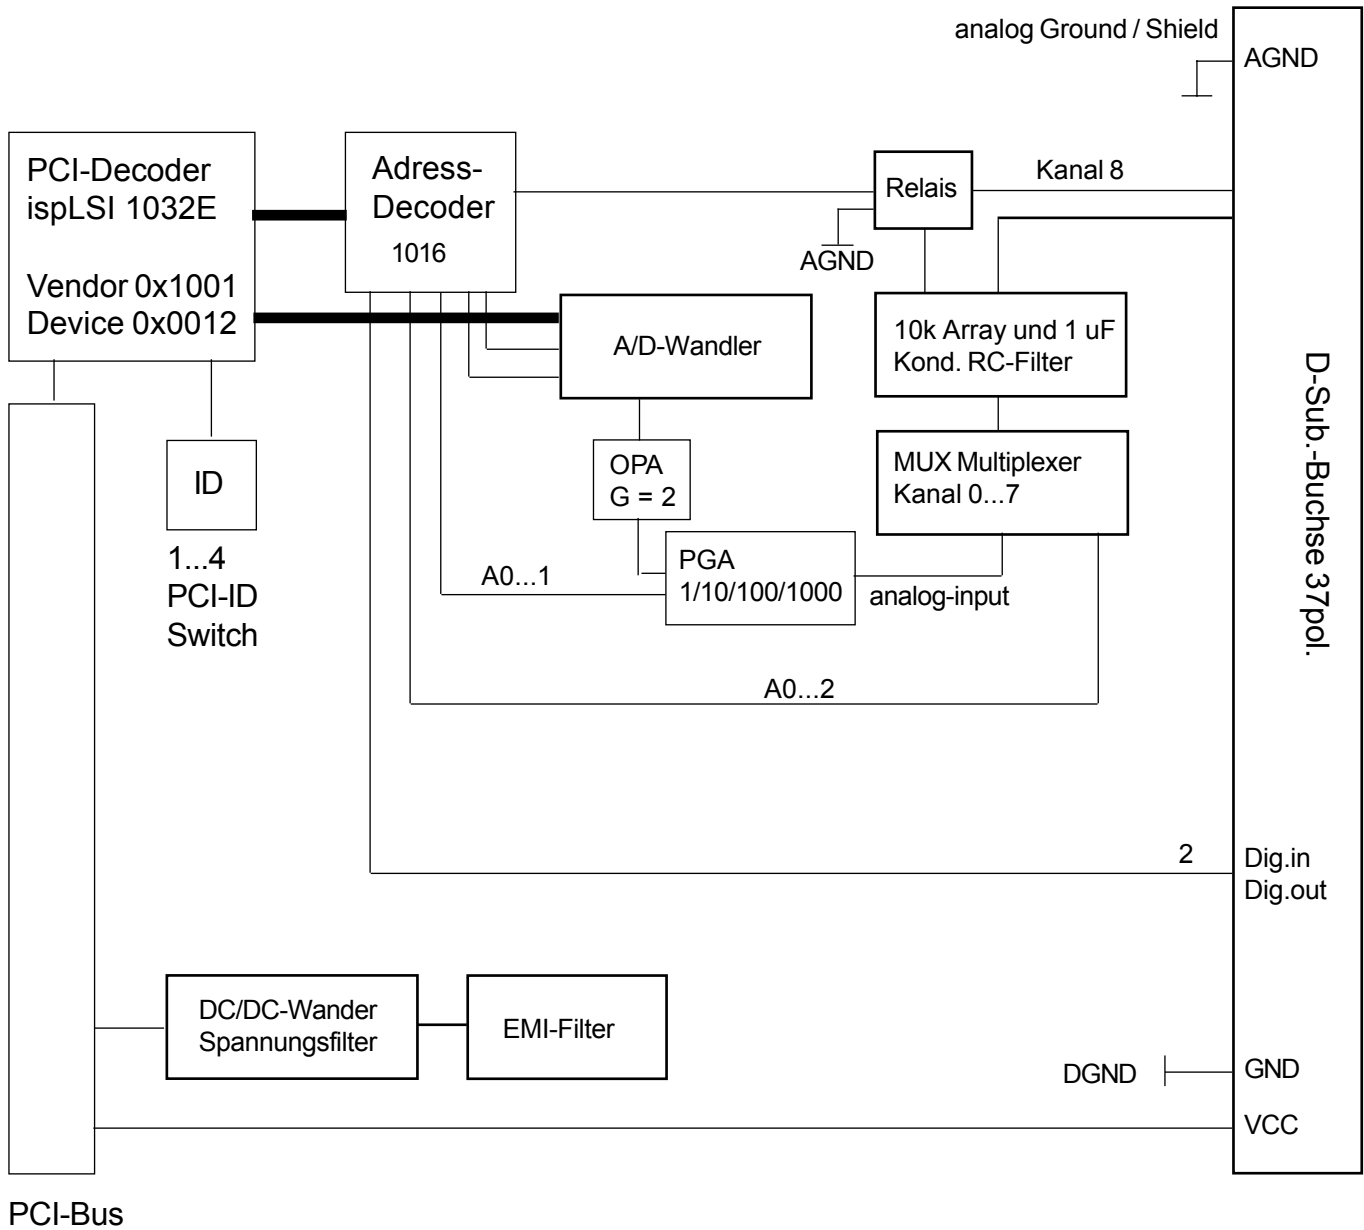 analog Ground / Shield
AGND
PCI-Decoder
ispLSI 1032E
Vendor 0x1001
Device 0x0012
Adress-
Decoder
1016
Relais
Kanal 8
AGND
A/D-Wandler
10k Array und 1 uF
Kond. RC-Filter
D-Sub.-Buchse 37pol.
ID
OPA
G = 2
MUX Multiplexer
Kanal 0...7
1...4
PCI-ID
Switch
A0...1
PGA
1/10/100/1000
analog-input
A0...2
2
Dig.in
Dig.out
DC/DC-Wander
Spannungsfilter
EMI-Filter
DGND
GND
VCC
PCI-Bus